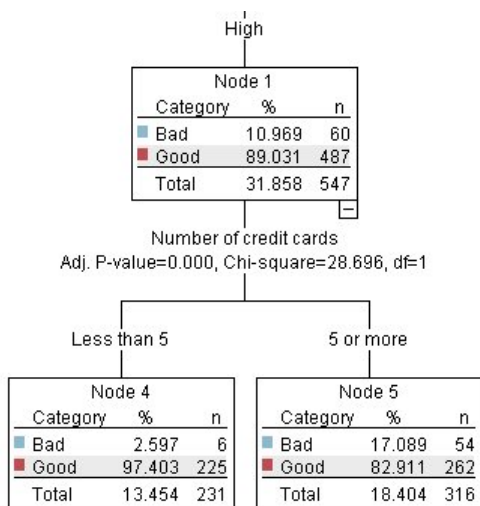 High
Node 1
Category % n
Bad 10.969 60
Good 89.031 487
Total 31.858 547
Number of credit cards
Adj. P-value=0.000, Chi-square=28.696, df=1
Less than 5
5 or more
Node 4
Category % n
Bad 2.597 6
Good 97.403 225
Total 13.454 231
Node 5
Category % n
Bad 17.089 54
Good 82.911 262
Total 18.404 316